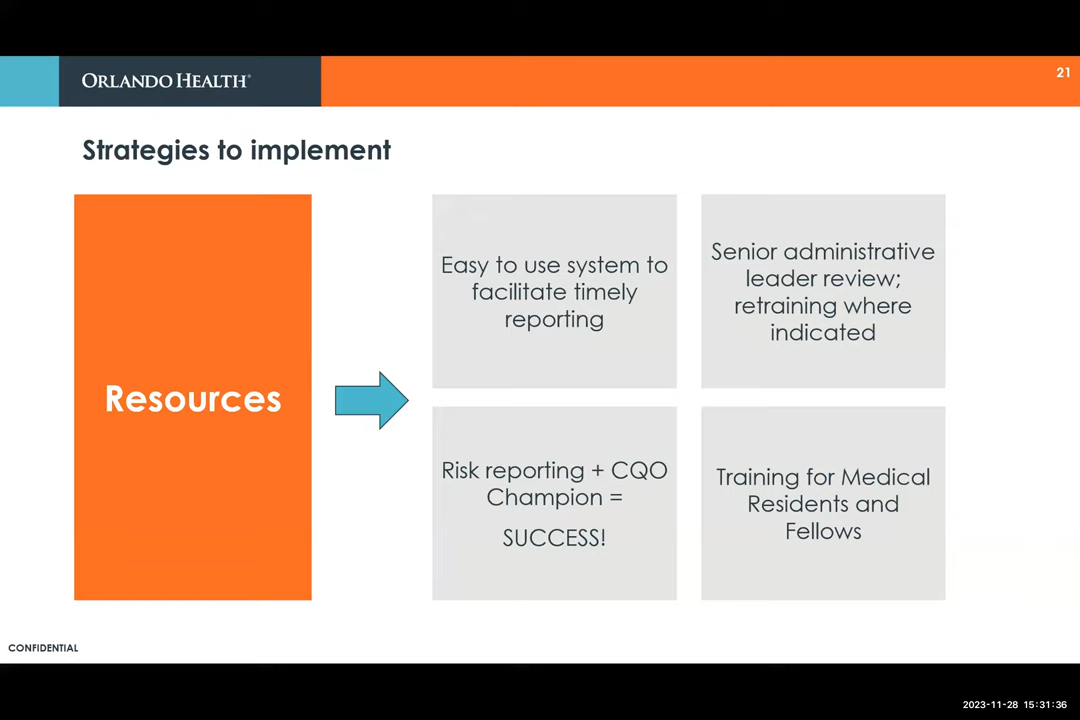 ORLANDO HEALTH®
21
Strategies to implement
Resources
Easy to use system to
facilitate timely
reporting
Senior administrative
leader review;
retraining where
indicated
Risk reporting + CQO
Champion =
SUCCESS!
Training for Medical
Residents and
Fellows
CONFIDENTIAL
2023-11-28 15:31:36